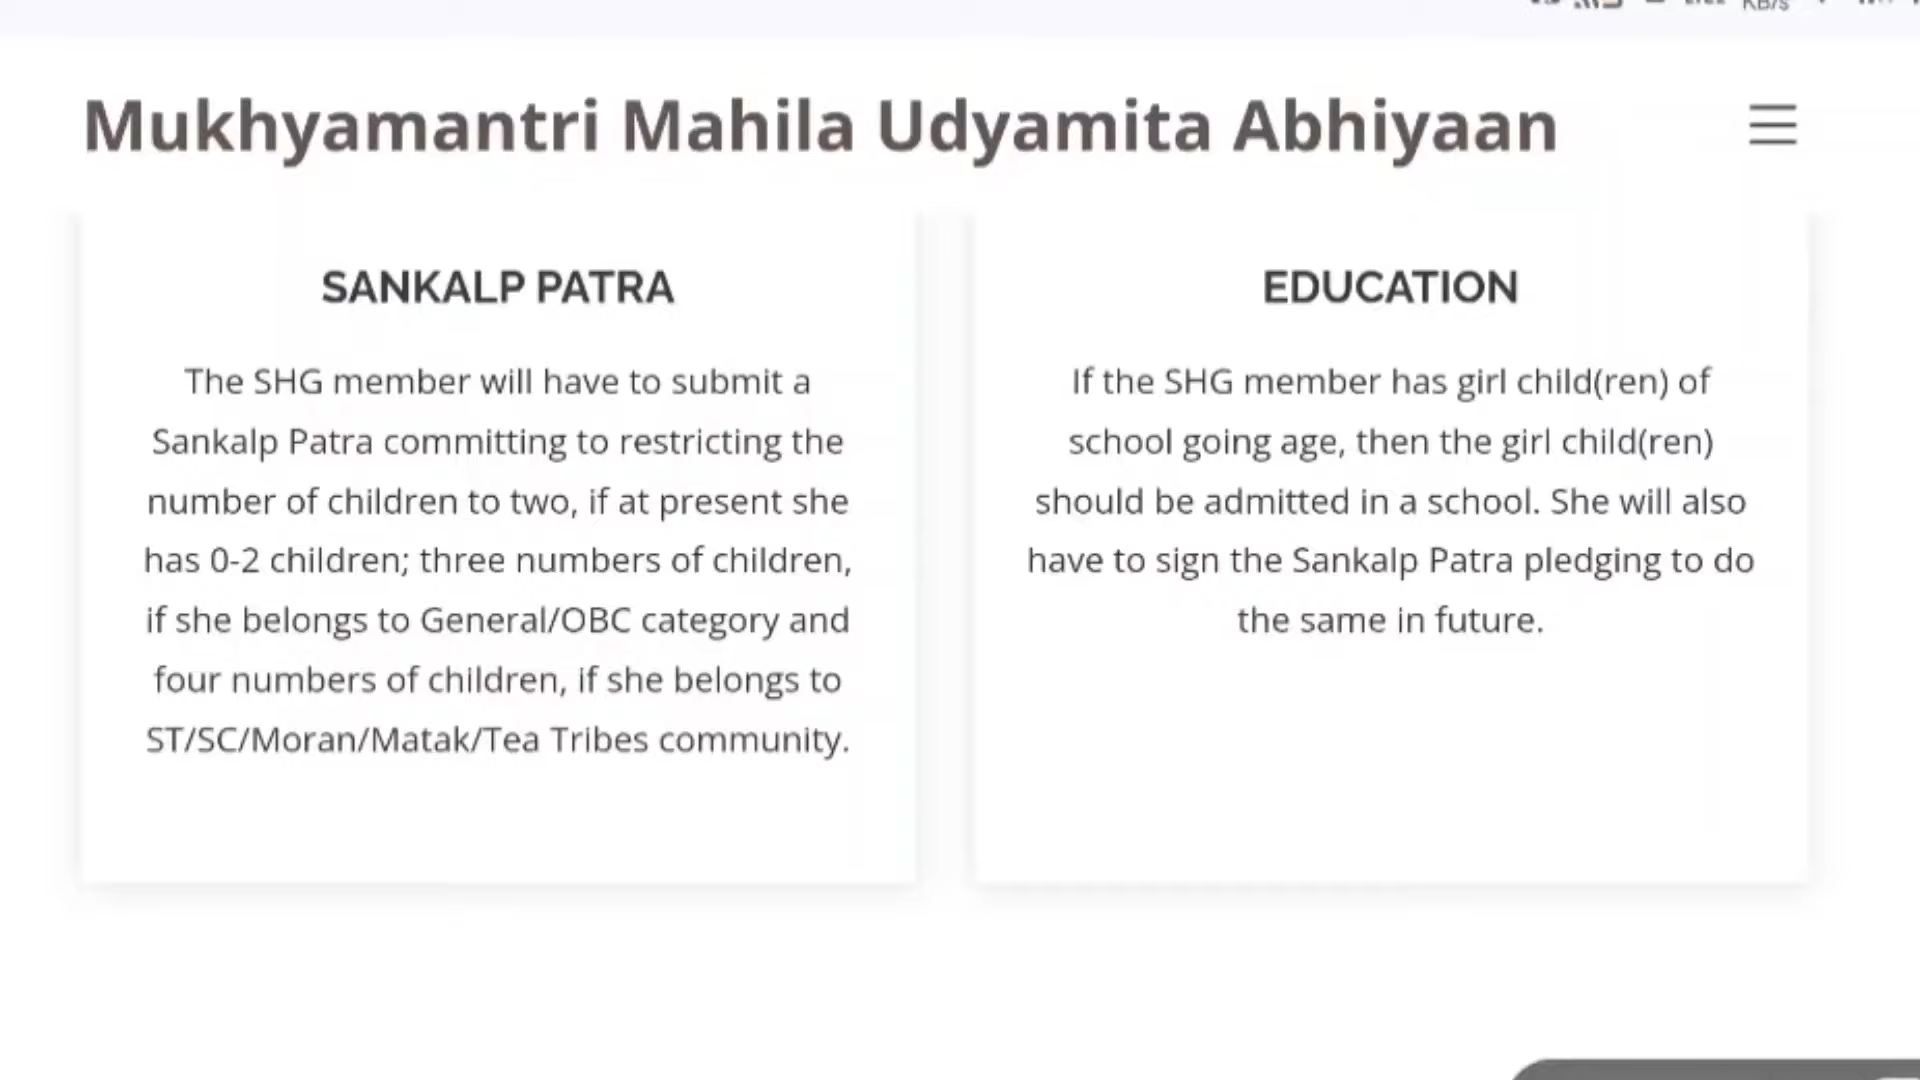 Mukhyamantri Mahila Udyamita Abhiyaan
SANKALP PATRA
The SHG member will have to submit a
Sankalp Patra committing to restricting the
number of children to two, if at present she
has 0-2 children; three numbers of children,
if she belongs to General/OBC category and
four numbers of children, if she belongs to
ST/SC/Moran/Matak/Tea Tribes community.
EDUCATION
If the SHG member has girl child(ren) of
school going age, then the girl child(ren)
should be admitted in a school. She will also
have to sign the Sankalp Patra pledging to do
the same in future.